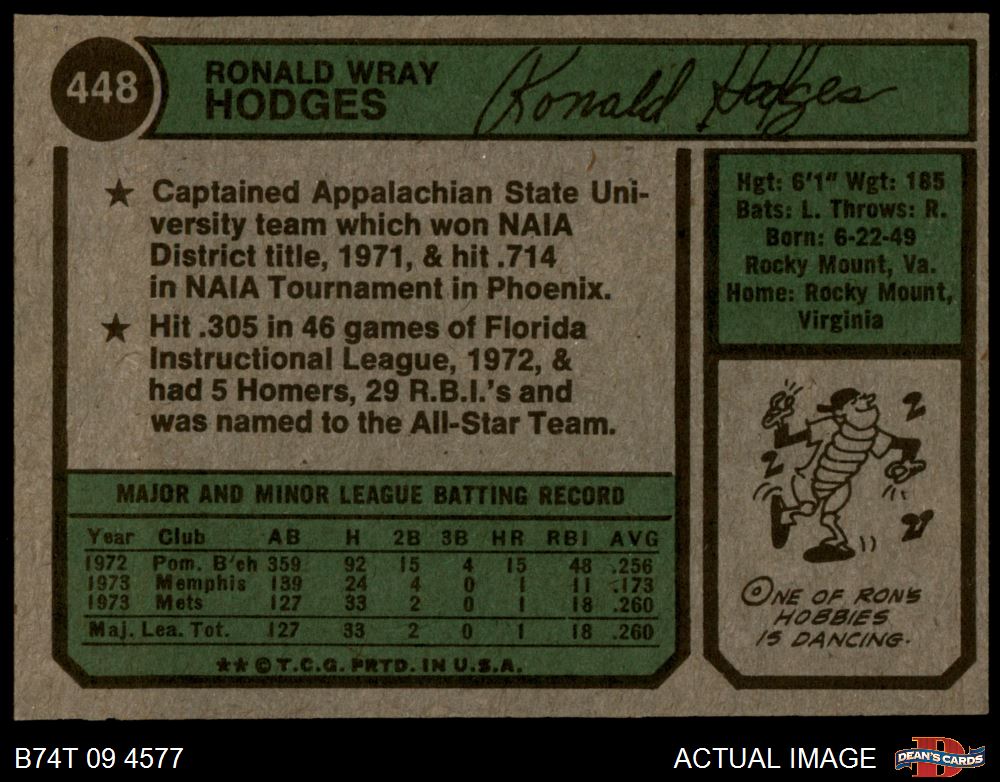 448
RONALD WRAY
HODGES
Ronald Hodges
★ Captained Appalachian State Uni-
versity team which won NAIA
District title, 1971, & hit .714
in NAIA Tournament in Phoenix.
★ Hit .305 in 46 games of Florida
Instructional League, 1972, &
had 5 Homers, 29 R.B.I.'s and
was named to the All-Star Team.
MAJOR AND MINOR LEAGUE BATTING RECORD
Year Club AB H 2B 3B HR RBI AVG
1972 Pom. B'ch 359 92 15 4 15 48 .256
1973 Memphis 139 24 4 0 1 11 .173
1973 Mets 127 33 2 0 1 18 .260
Maj. Lea. Tot. 127 33 2 0 1 18 .260
★★ © T.C.G. PRTD. IN U.S.A.
Hgt: 6'1" Wgt: 185
Bats: L. Throws: R.
Born: 6-22-49
Rocky Mount, Va.
Home: Rocky Mount,
Virginia
ONE OF RON'S
HOBBIES
IS DANCING.
B74T 09 4577
ACTUAL IMAGE
D
DEAN'S CARDS